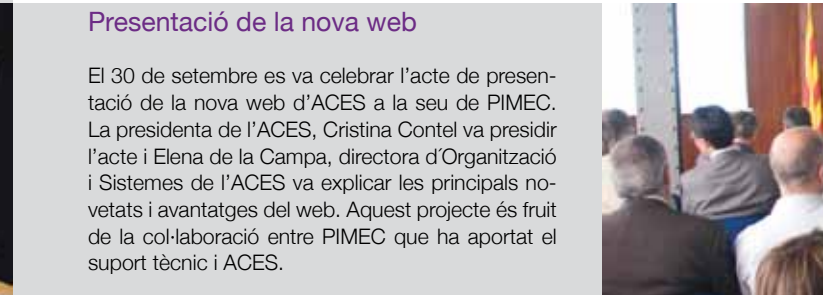 Presentació de la nova web
El 30 de setembre es va celebrar l’acte de presen-
tació de la nova web d’ACES a la seu de PIMEC.
La presidenta de l’ACES, Cristina Contel va presidir
l’acte i Elena de la Campa, directora d´Organització
i Sistemes de l’ACES va explicar les principals no-
vetats i avantatges del web. Aquest projecte és fruit
de la col·laboració entre PIMEC que ha aportat el
suport tècnic i ACES.